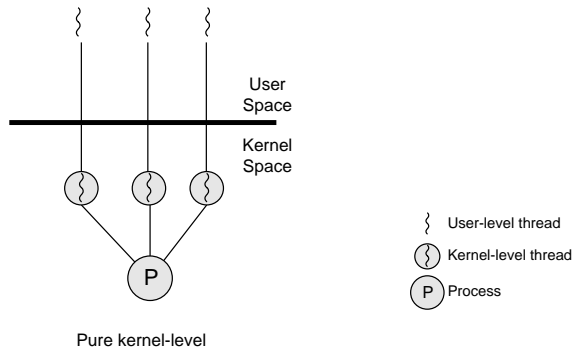 User
Space
Kernel
Space
P
Pure kernel-level
User-level thread
Kernel-level thread
P Process